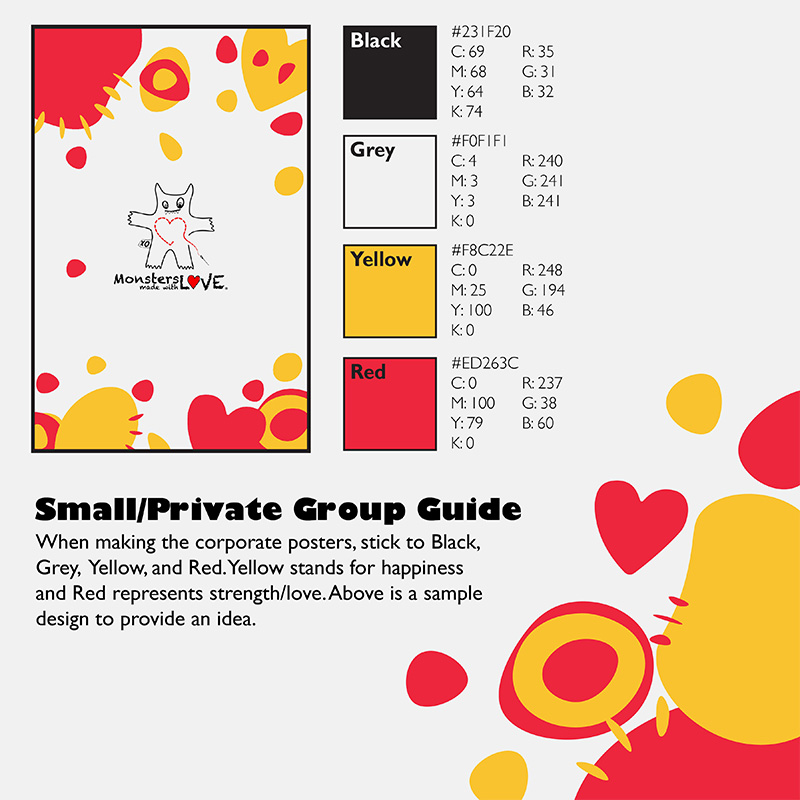 XO
Monsters
made with LOVE.
Black
#231F20
C: 69 R: 35
M: 68 G: 31
Y: 64 B: 32
K: 74
Grey
#F0F1F1
C: 4 R: 240
M: 3 G: 241
Y: 3 B: 241
K: 0
Yellow
#F8C22E
C: 0 R: 248
M: 25 G: 194
Y: 100 B: 46
K: 0
Red
#ED263C
C: 0 R: 237
M: 100 G: 38
Y: 79 B: 60
K: 0
Small/Private Group Guide
When making the corporate posters, stick to Black,
Grey, Yellow, and Red. Yellow stands for happiness
and Red represents strength/love. Above is a sample
design to provide an idea.